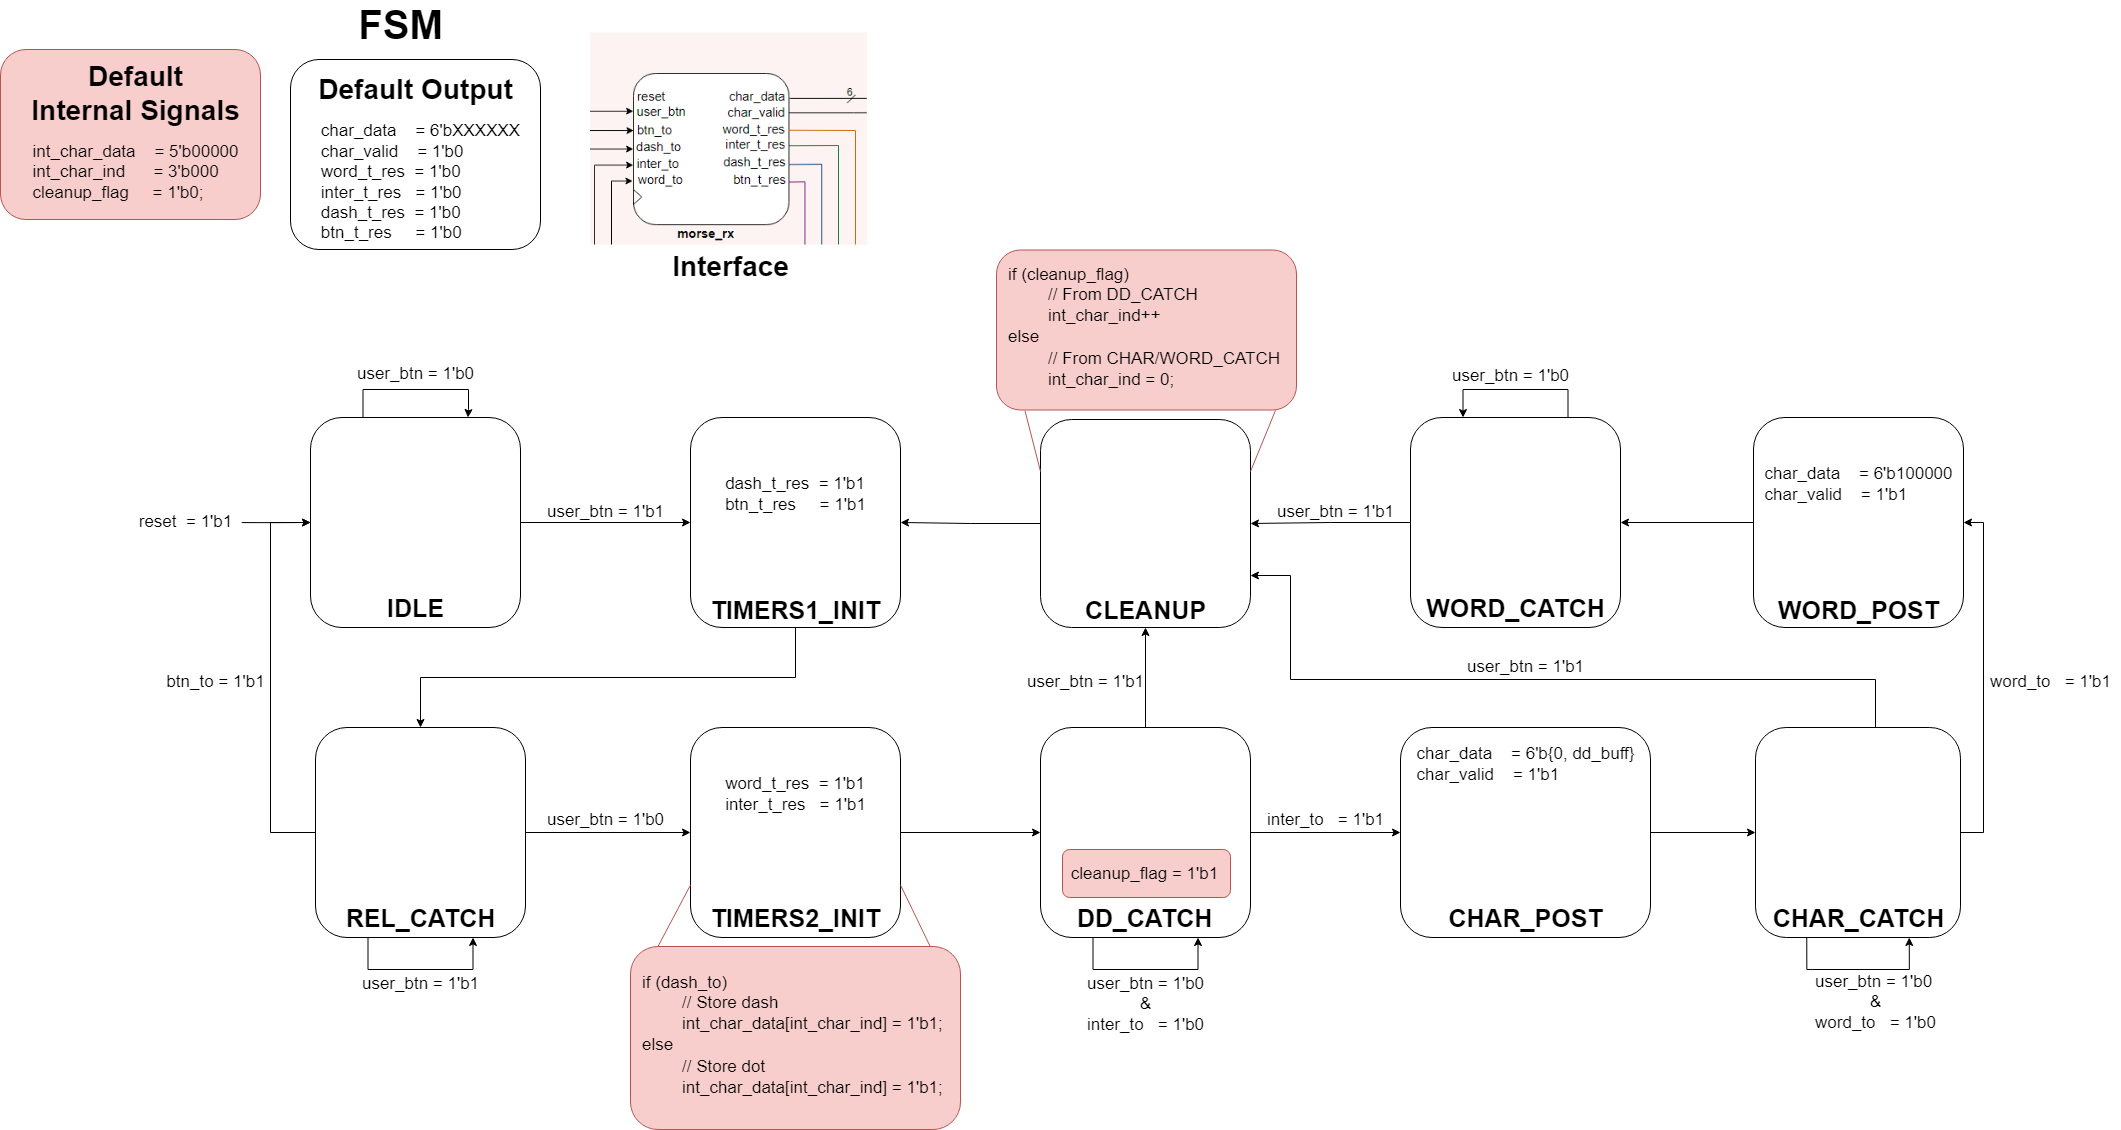 FSM
Default
Internal Signals
int_char_data = 5'b00000
int_char_ind = 3'b000
cleanup_flag = 1'b0;
Default Output
char_data = 6'bXXXXXX
char_valid = 1'b0
word_t_res = 1'b0
inter_t_res = 1'b0
dash_t_res = 1'b0
btn_t_res = 1'b0
reset
user_btn
btn_to
dash_to
inter_to
word_to
char_data
char_valid
word_t_res
inter_t_res
dash_t_res
btn_t_res
6
morse_rx
Interface
if (cleanup_flag)
// From DD_CATCH
int_char_ind++
else
// From CHAR/WORD_CATCH
int_char_ind = 0;
user_btn = 1'b0
user_btn = 1'b0
reset = 1'b1
IDLE
user_btn = 1'b1
dash_t_res = 1'b1
btn_t_res = 1'b1
TIMERS1_INIT
CLEANUP
user_btn = 1'b1
WORD_CATCH
char_data = 6'b100000
char_valid = 1'b1
WORD_POST
btn_to = 1'b1
user_btn = 1'b1
user_btn = 1'b1
word_to = 1'b1
REL_CATCH
user_btn = 1'b1
user_btn = 1'b0
word_t_res = 1'b1
inter_t_res = 1'b1
TIMERS2_INIT
if (dash_to)
// Store dash
int_char_data[int_char_ind] = 1'b1;
else
// Store dot
int_char_data[int_char_ind] = 1'b1;
cleanup_flag = 1'b1
DD_CATCH
user_btn = 1'b0
&
inter_to = 1'b0
inter_to = 1'b1
char_data = 6'b{0, dd_buff}
char_valid = 1'b1
CHAR_POST
CHAR_CATCH
user_btn = 1'b0
&
word_to = 1'b0